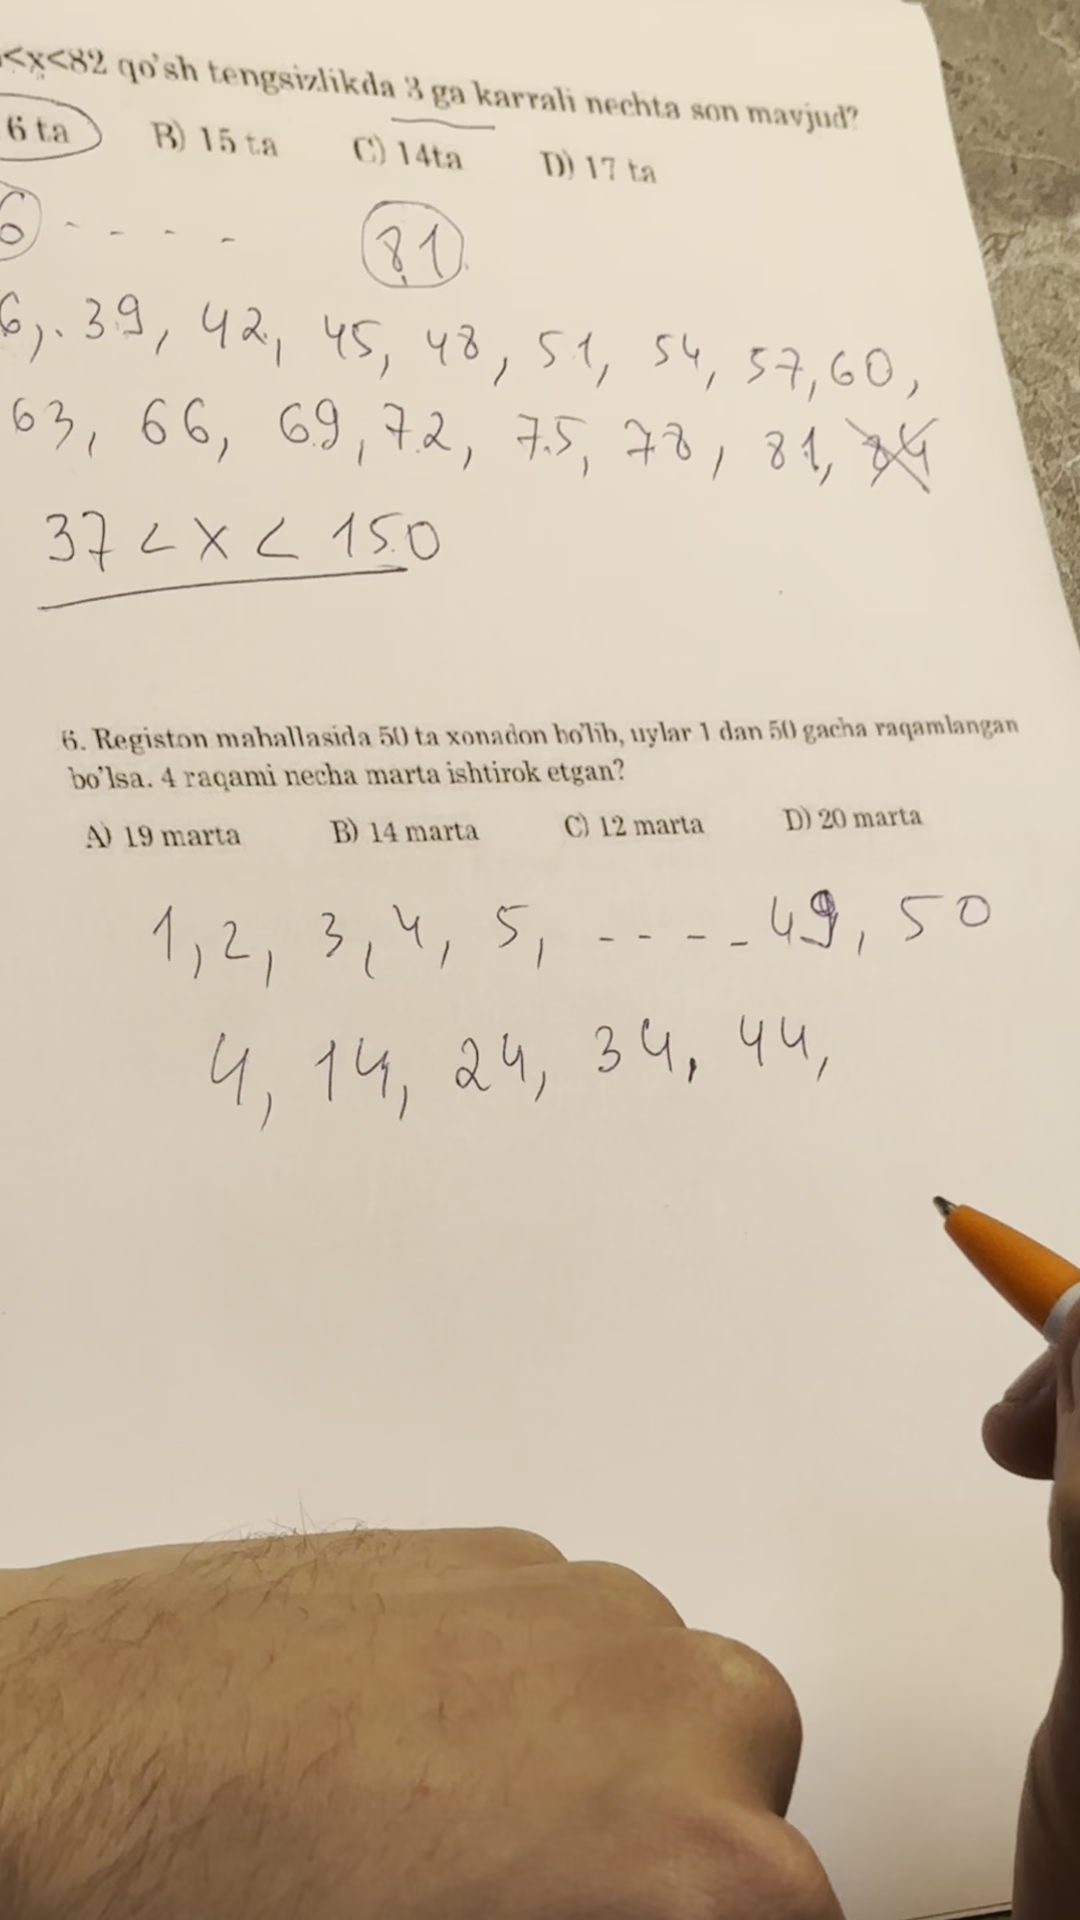 <x<82 qo'sh tengsizlikda 3 ga karrali nechta son mavjud?
6 ta B) 15 ta C) 14ta D) 17 ta
6 - - - - 81
6, 39, 42, 45, 48, 51, 54, 57, 60,
63, 66, 69, 72, 75, 78, 81, 84
37 < x < 150
6. Registon mahallasida 50 ta xonadon bo'lib, uylar 1 dan 50 gacha raqamlangan
bo'lsa. 4 raqami necha marta ishtirok etgan?
A) 19 marta B) 14 marta C) 12 marta D) 20 marta
1, 2, 3, 4, 5, - - - - 49, 50
4, 14, 24, 34, 44,